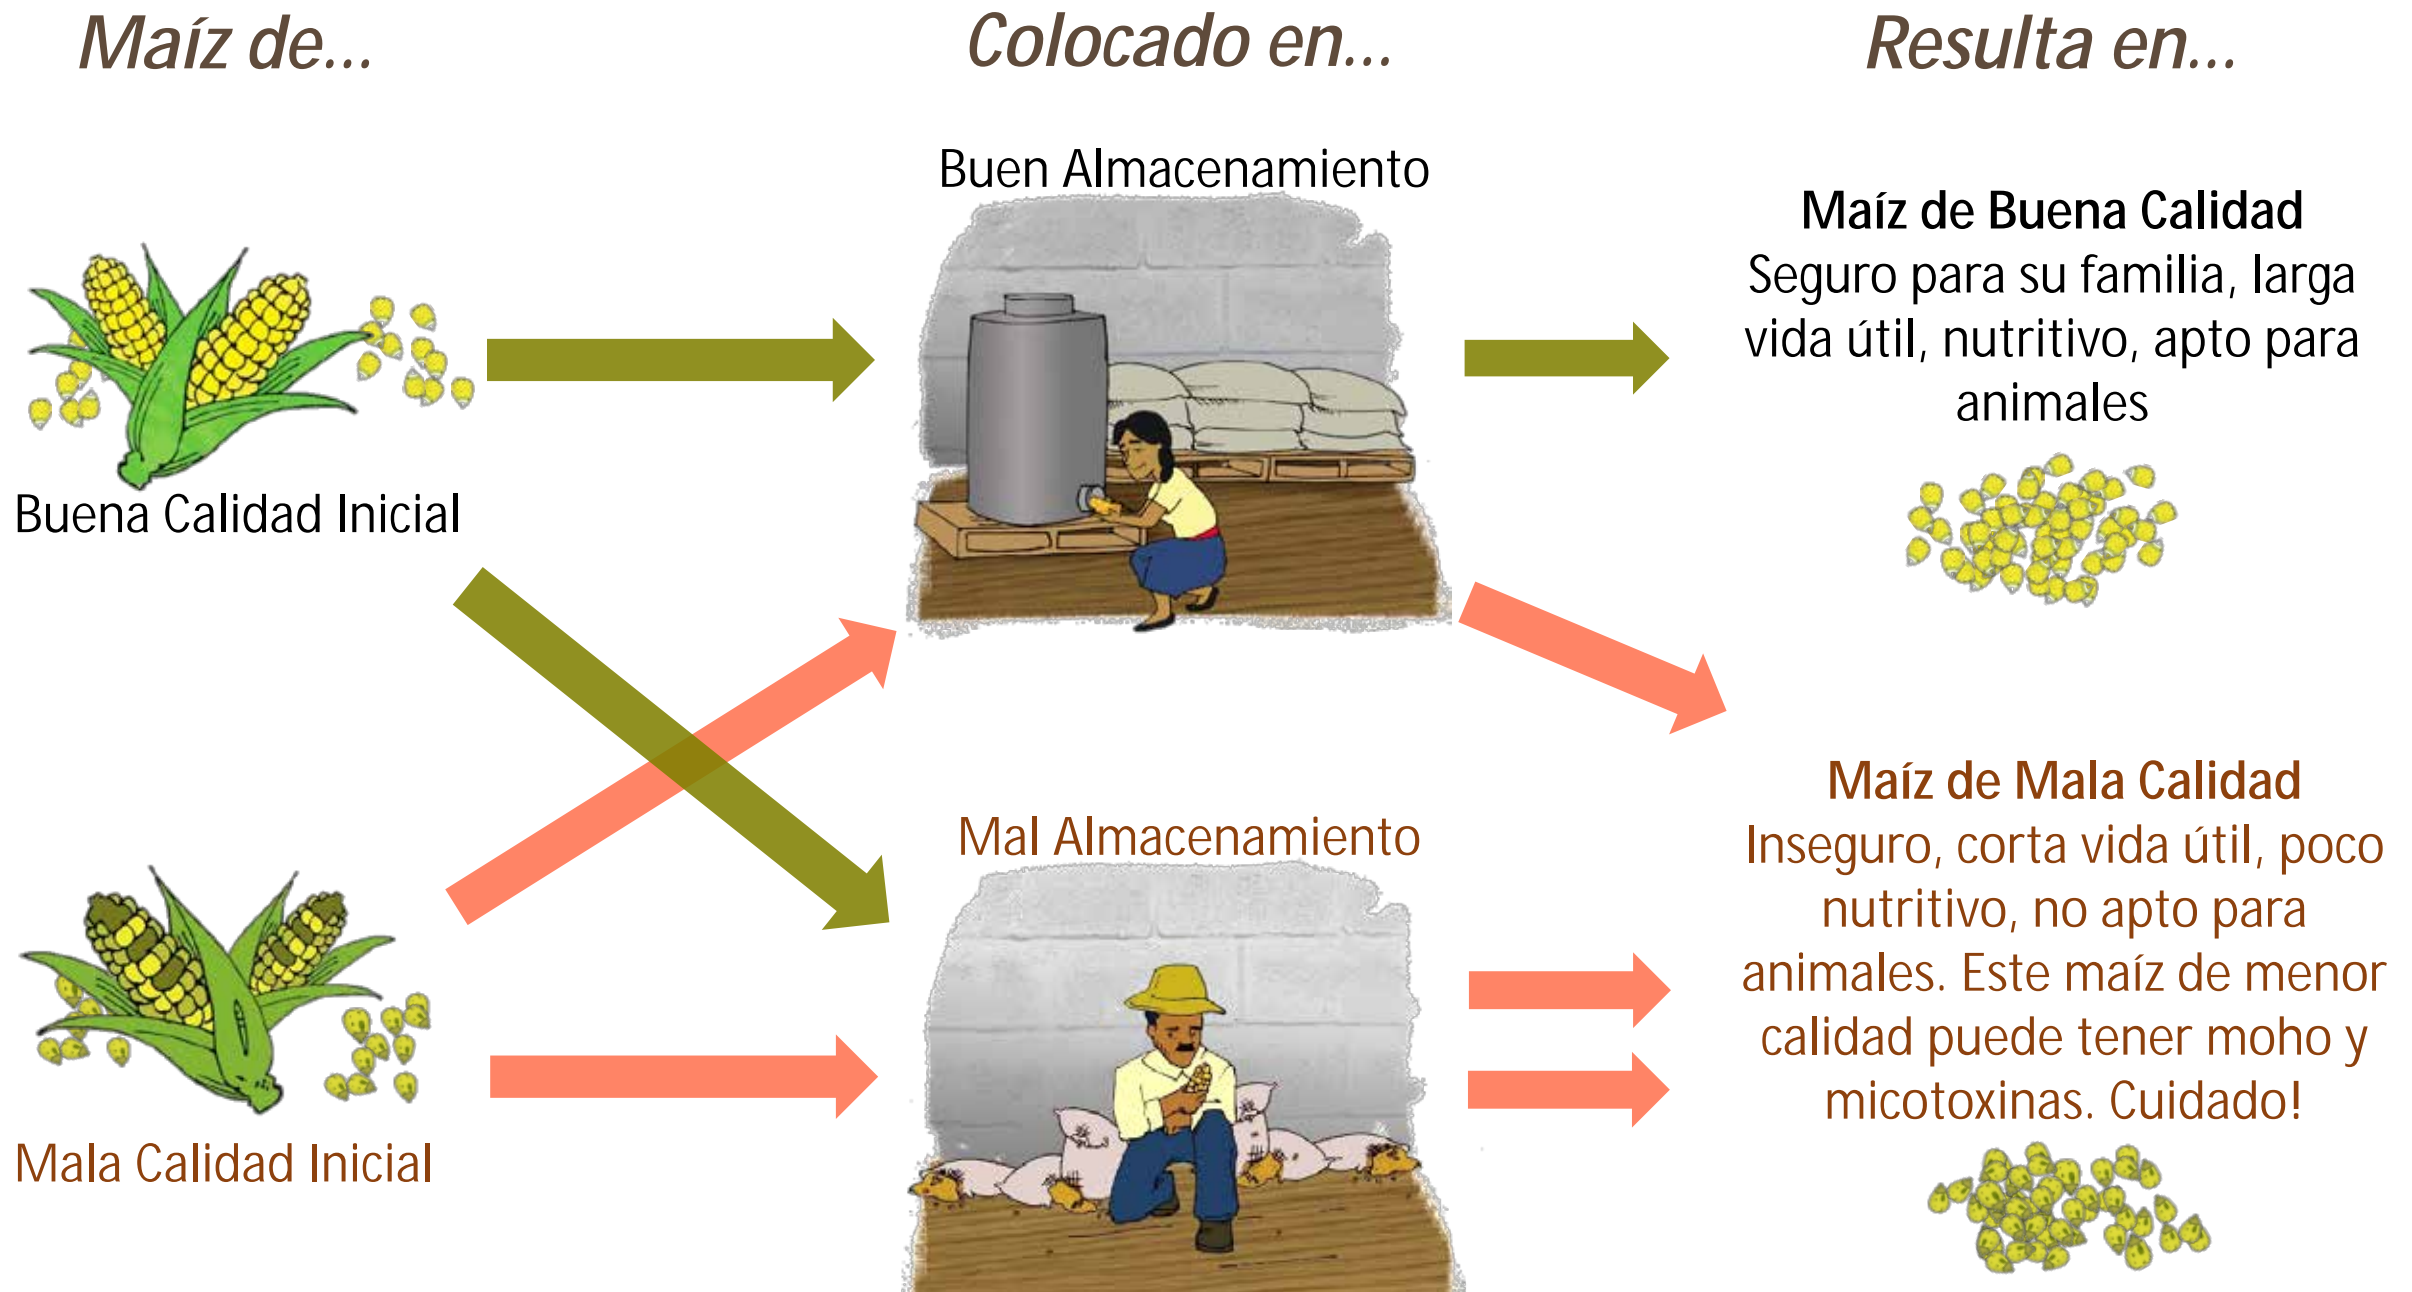 Maíz de...
Colocado en...
Resulta en...
Buen Almacenamiento
Maíz de Buena Calidad
Seguro para su familia, larga
vida útil, nutritivo, apto para
animales
Buena Calidad Inicial
Mal Almacenamiento
Maíz de Mala Calidad
Inseguro, corta vida útil, poco
nutritivo, no apto para
animales. Este maíz de menor
calidad puede tener moho y
micotoxinas. Cuidado!
Mala Calidad Inicial